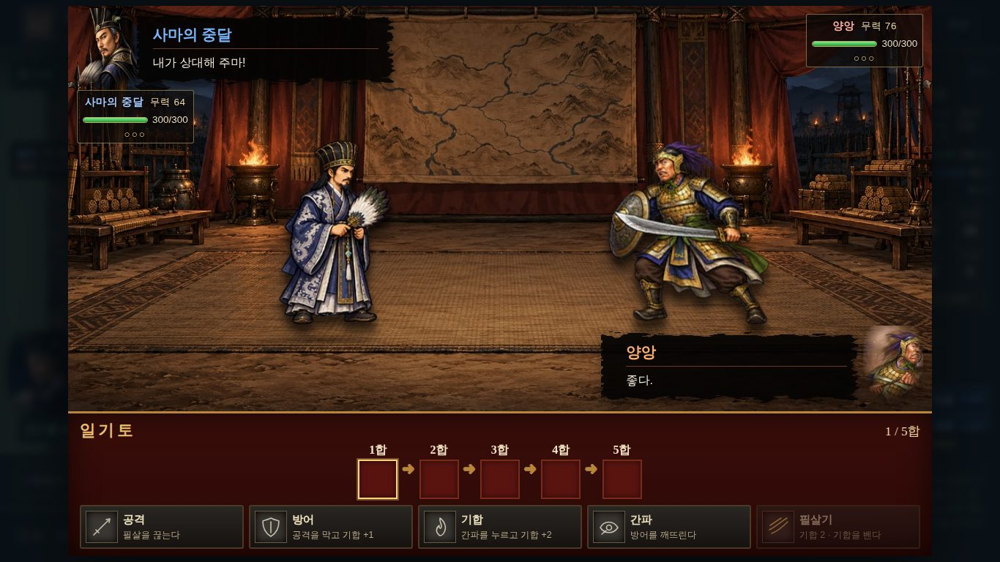 사마의 중달
내가 상대해 주마!
양앙 무력 76
300/300
사마의 중달 무력 64
300/300
양앙
좋다.
일기토
1 / 5합
1합 2합 3합 4합 5합
공격
필살을 끊는다
방어
공격을 막고 기합 +1
기합
간파를 누르고 기합 +2
간파
방어를 깨뜨린다
필살기
기합 2 · 기합을 벤다